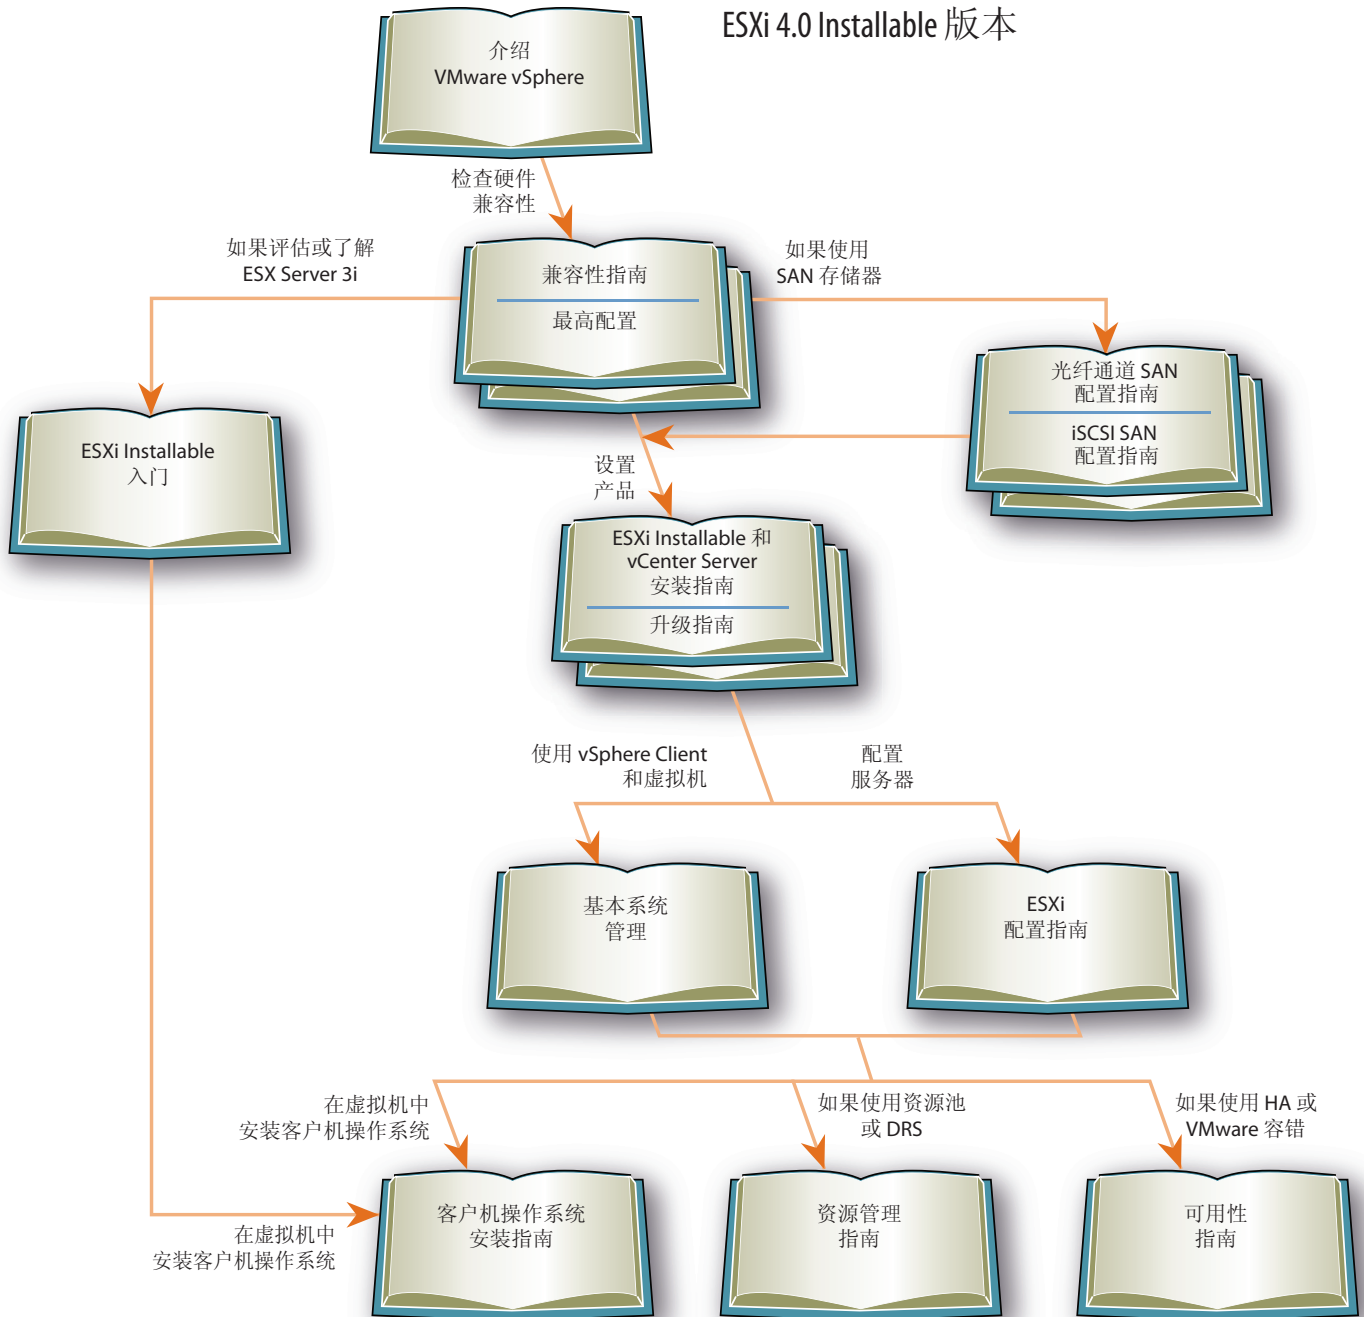 ESXi 4.0 Installable 版本
介绍
VMware vSphere
检查硬件
兼容性
如果评估或了解
ESX Server 3i
兼容性指南
最高配置
如果使用
SAN 存储器
光纤通道 SAN
配置指南
iSCSI SAN
配置指南
ESXi Installable
入门
设置
产品
ESXi Installable 和
vCenter Server
安装指南
升级指南
使用 vSphere Client
和虚拟机
配置
服务器
基本系统
管理
ESXi
配置指南
在虚拟机中
安装客户机操作系统
如果使用资源池
或 DRS
如果使用 HA 或
VMware 容错
在虚拟机中
安装客户机操作系统
客户机操作系统
安装指南
资源管理
指南
可用性
指南